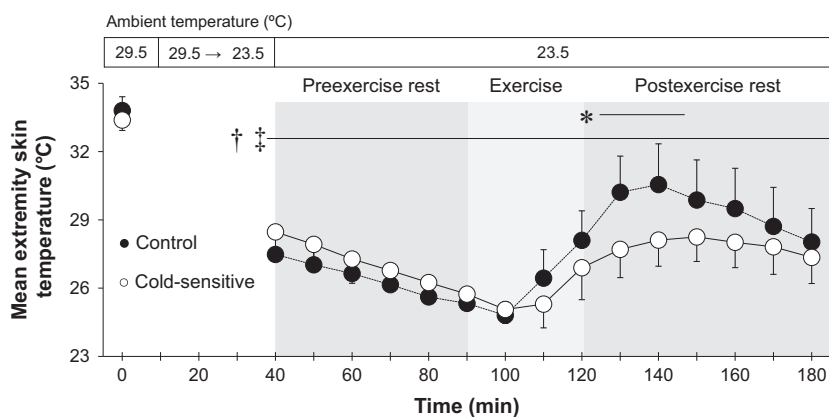 Ambient temperature (ºC)
29.5 29.5 → 23.5 23.5
35
32
29
26
23
Mean extremity skin
temperature (°C)
Preexercise rest Exercise Postexercise rest
*
† ‡
Control
Cold-sensitive
0 20 40 60 80 100 120 140 160 180
Time (min)